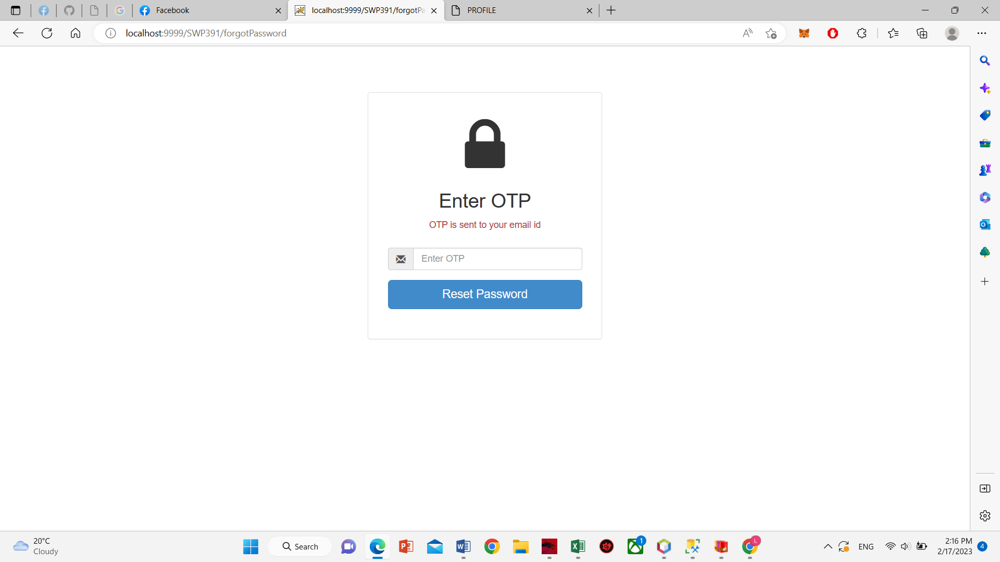 Facebook
localhost:9999/SWP391/forgotPa
PROFILE
localhost:9999/SWP391/forgotPassword
Enter OTP
OTP is sent to your email id
Enter OTP
Reset Password
20°C
Cloudy
Search
1
L
ENG
2:16 PM
2/17/2023
4